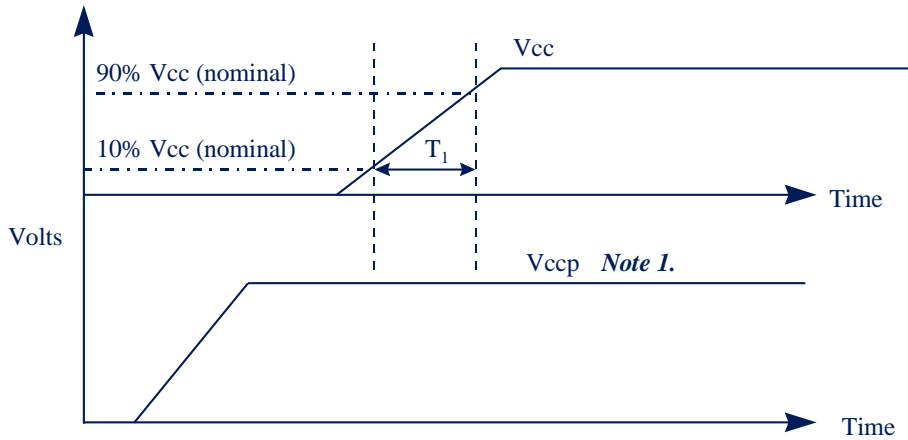 Vcc
90% Vcc (nominal)
10% Vcc (nominal)
T1
Time
Volts
Vccp Note 1.
Time